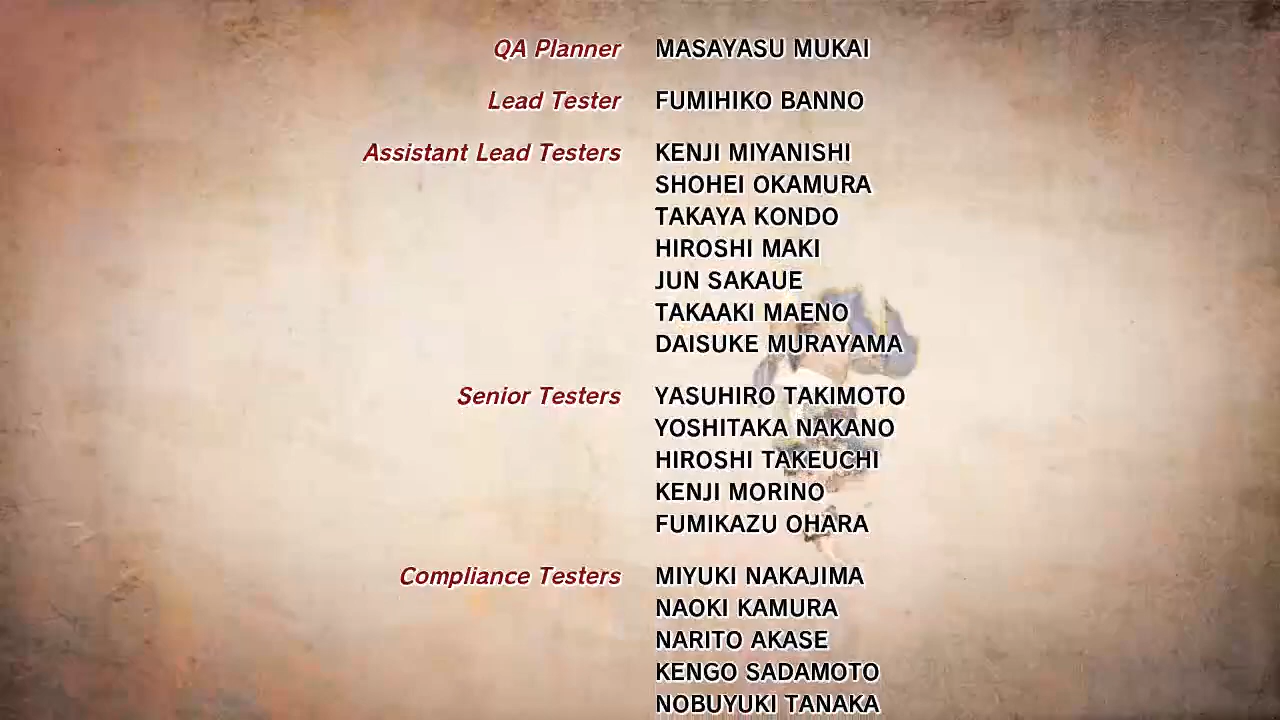 QA Planner MASAYASU MUKAI
Lead Tester FUMIHIKO BANNO
Assistant Lead Testers KENJI MIYANISHI
SHOHEI OKAMURA
TAKAYA KONDO
HIROSHI MAKI
JUN SAKAUE
TAKAAKI MAENO
DAISUKE MURAYAMA
Senior Testers YASUHIRO TAKIMOTO
YOSHITAKA NAKANO
HIROSHI TAKEUCHI
KENJI MORINO
FUMIKAZU OHARA
Compliance Testers MIYUKI NAKAJIMA
NAOKI KAMURA
NARITO AKASE
KENGO SADAMOTO
NOBUYUKI TANAKA